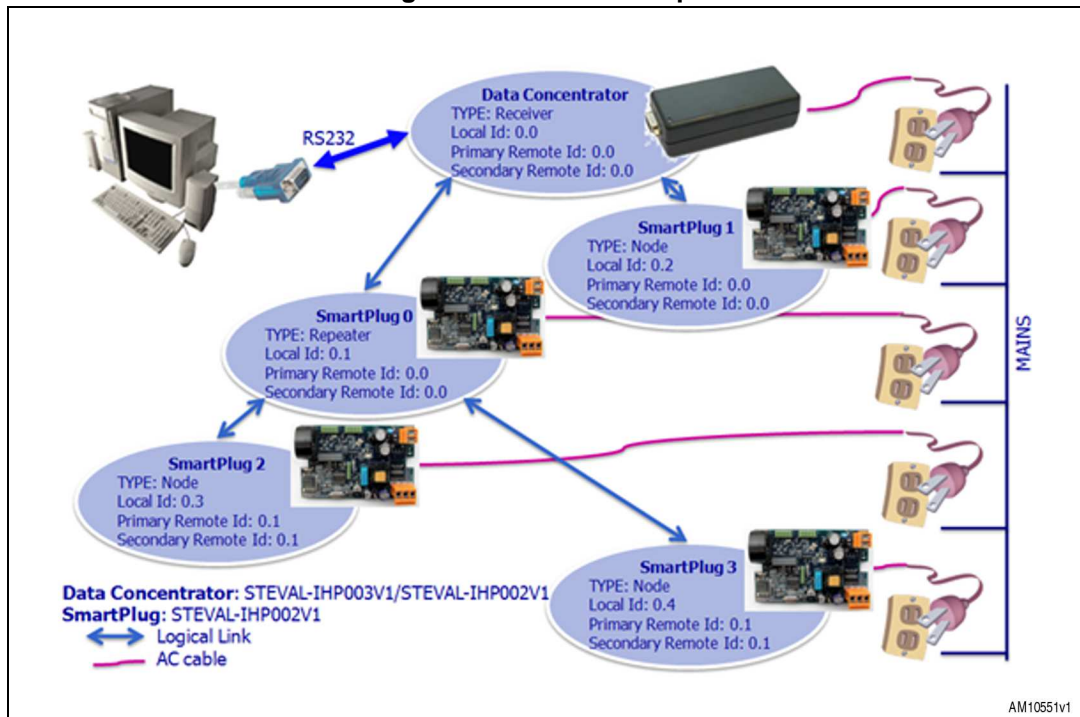 Data Concentrator
TYPE: Receiver
Local Id: 0.0
Primary Remote Id: 0.0
Secondary Remote Id: 0.0
RS232
SmartPlug 1
TYPE: Node
Local Id: 0.2
Primary Remote Id: 0.0
Secondary Remote Id: 0.0
SmartPlug 0
TYPE: Repeater
Local Id: 0.1
Primary Remote Id: 0.0
Secondary Remote Id: 0.0
MAINS
SmartPlug 2
TYPE: Node
Local Id: 0.3
Primary Remote Id: 0.1
Secondary Remote Id: 0.1
SmartPlug 3
TYPE: Node
Local Id: 0.4
Primary Remote Id: 0.1
Secondary Remote Id: 0.1
Data Concentrator: STEVAL-IHP003V1/STEVAL-IHP002V1
SmartPlug: STEVAL-IHP002V1
Logical Link
AC cable
AM10551v1